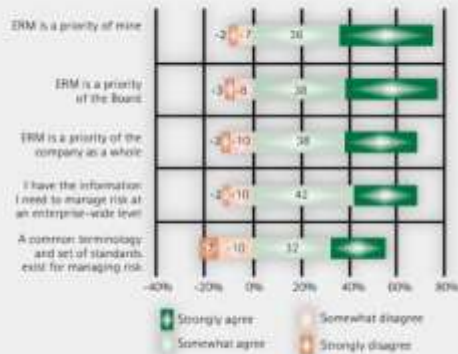 ERM is a priority of mine
-2 -7 36
ERM is a priority
of the Board
-3 38
ERM is a priority of the
company as a whole
-2 -10 38
I have the information
I need to manage risk at
an enterprise-wide level
-2 -10 42
A common terminology
and set of standards
exist for managing risk
-7 -10 32
-40% -20% 0% 20% 40% 60% 80%
Strongly agree Somewhat disagree
Somewhat agree Strongly disagree